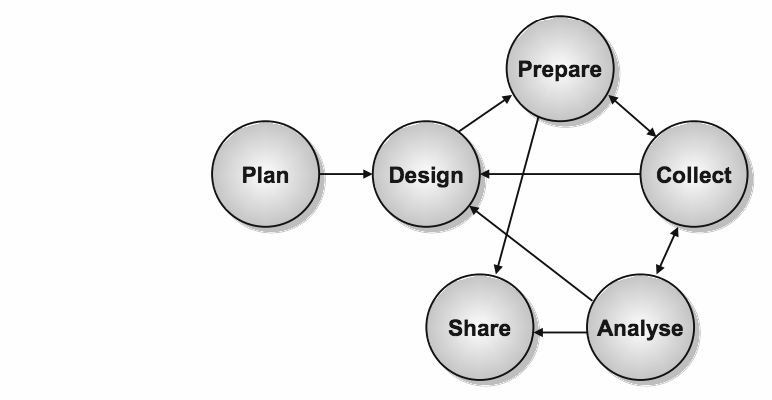 Prepare
Plan
Design
Collect
Share
Analyse